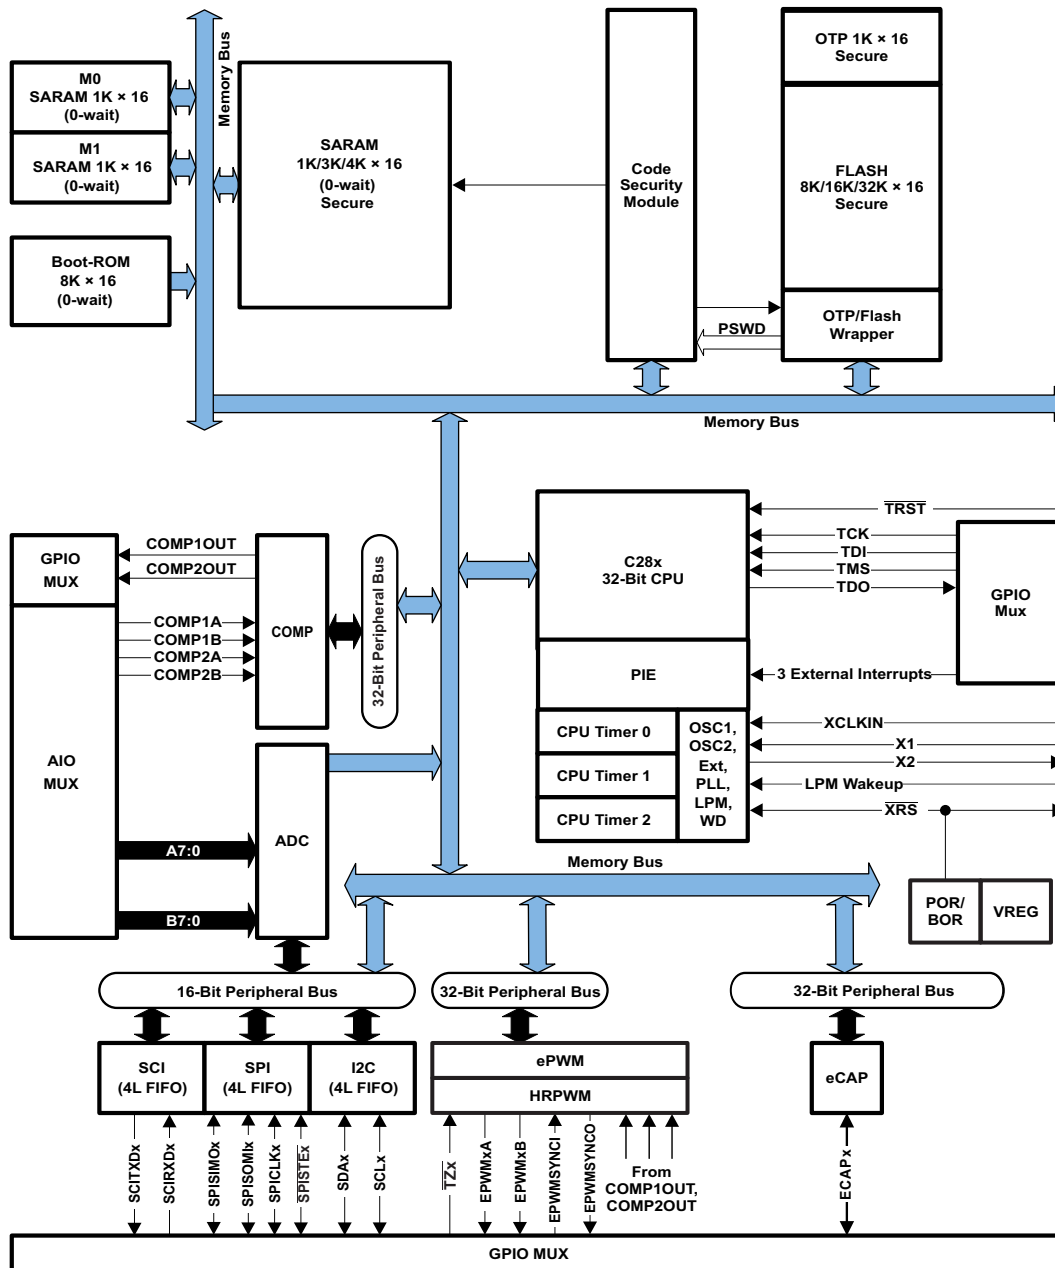 Memory Bus
M0
SARAM 1K × 16
(0-wait)
M1
SARAM 1K × 16
(0-wait)
Boot-ROM
8K × 16
(0-wait)
SARAM
1K/3K/4K × 16
(0-wait)
Secure
Code
Security
Module
OTP 1K × 16
Secure
FLASH
8K/16K/32K × 16
Secure
OTP/Flash
Wrapper
PSWD
Memory Bus
GPIO
MUX
AIO
MUX
COMP1OUT
COMP2OUT
COMP1A
COMP1B
COMP2A
COMP2B
COMP
32-Bit Peripheral Bus
A7:0
B7:0
ADC
C28x
32-Bit CPU
PIE
CPU Timer 0
CPU Timer 1
CPU Timer 2
OSC1,
OSC2,
Ext,
PLL,
LPM,
WD
TRST
TCK
TDI
TMS
TDO
GPIO
Mux
3 External Interrupts
XCLKIN
X1
X2
LPM Wakeup
XRS
POR/
BOR
VREG
Memory Bus
16-Bit Peripheral Bus
32-Bit Peripheral Bus
32-Bit Peripheral Bus
SCI
(4L FIFO)
SPI
(4L FIFO)
I2C
(4L FIFO)
ePWM
HRPWM
eCAP
SCITXDx
SCIRXDx
SPISIMOx
SPISOMIx
SPICLKx
SPISTEx
SDAx
SCLx
TZx
EPWMxA
EPWMxB
EPWMSYNCI
EPWMSYNCO
From
COMP1OUT,
COMP2OUT
ECAPx
GPIO MUX